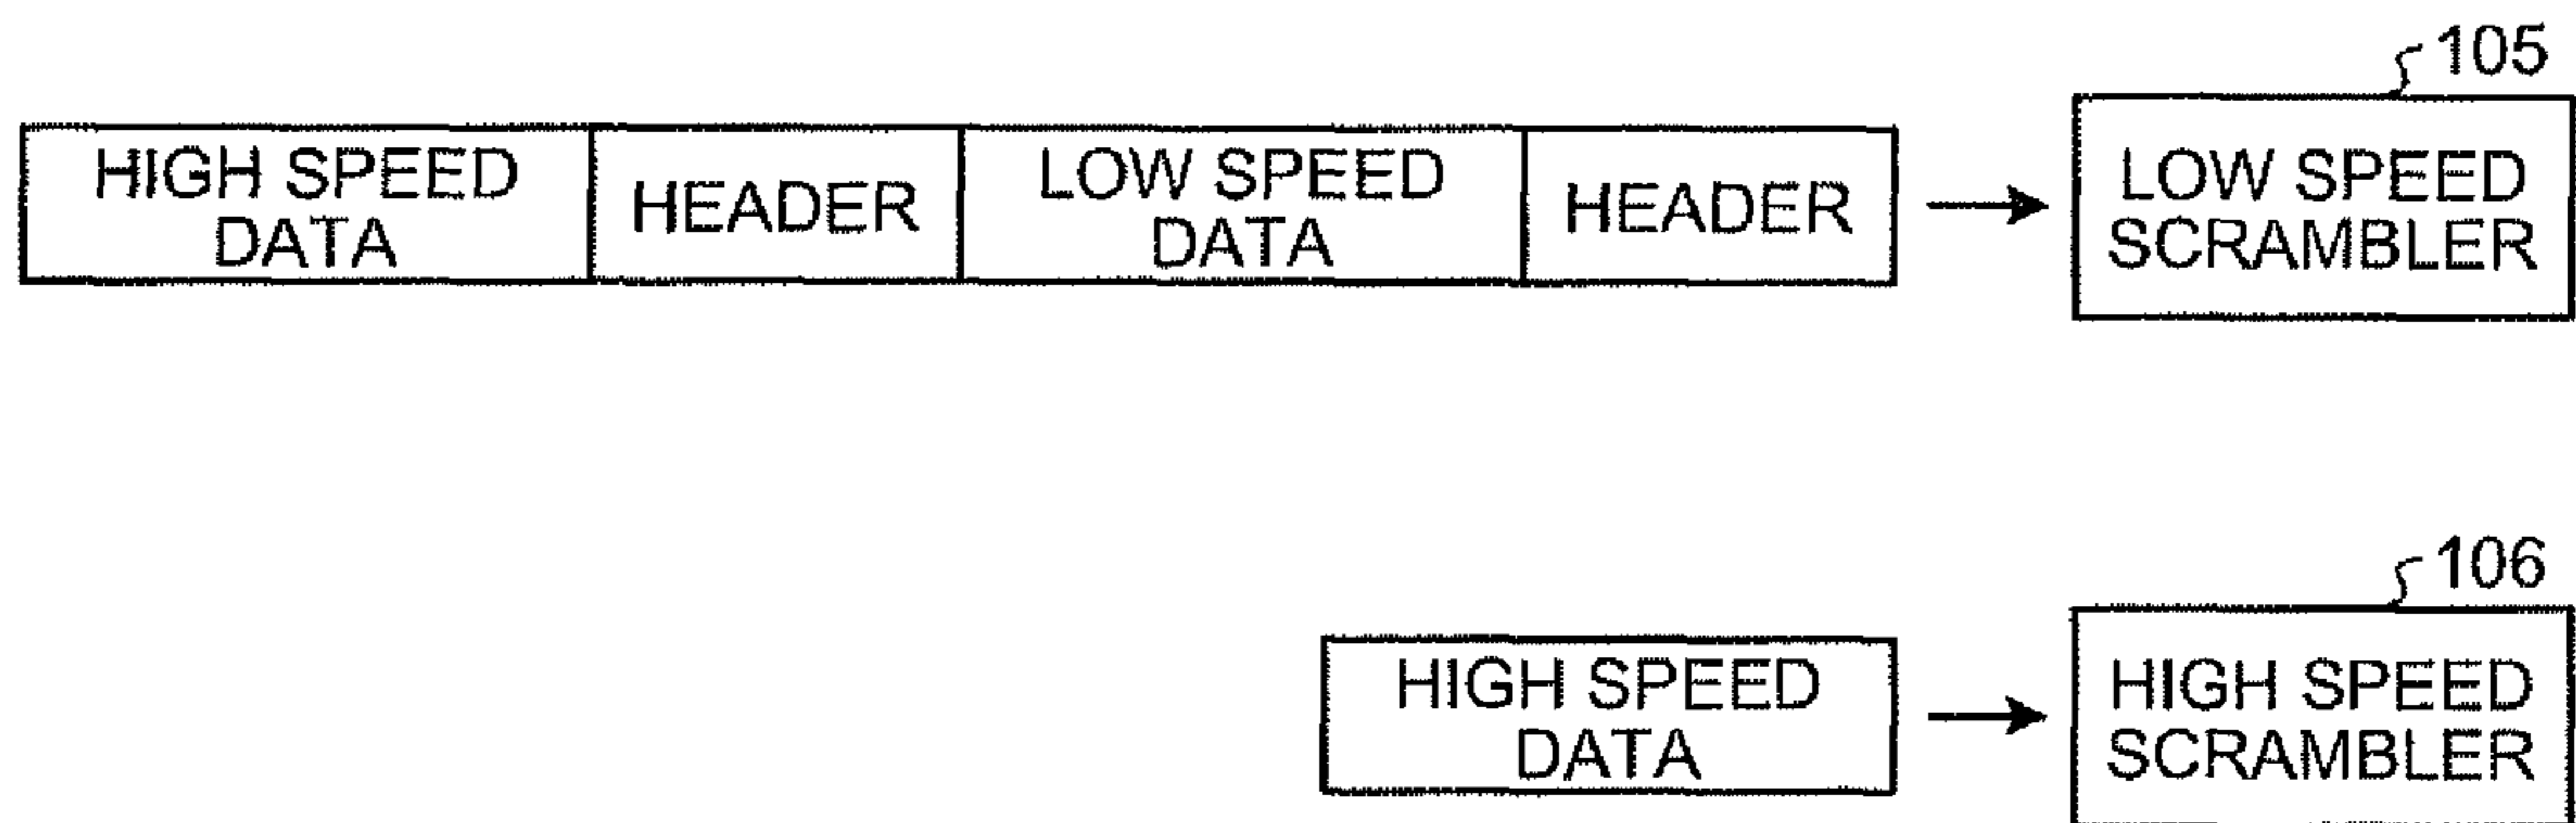 105
HIGH SPEED
DATA
HEADER
LOW SPEED
DATA
HEADER
LOW SPEED
SCRAMBLER
106
HIGH SPEED
DATA
HIGH SPEED
SCRAMBLER